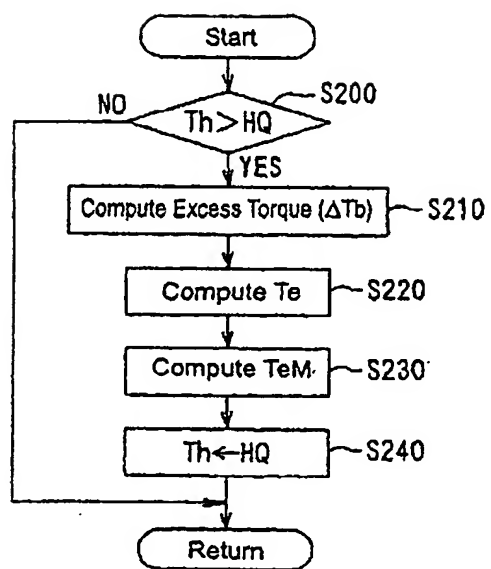 Start
S200
NO
Th>HQ
YES
Compute Excess Torque (ΔTb)
S210
Compute Te
S220
Compute TeM
S230
Th←HQ
S240
Return